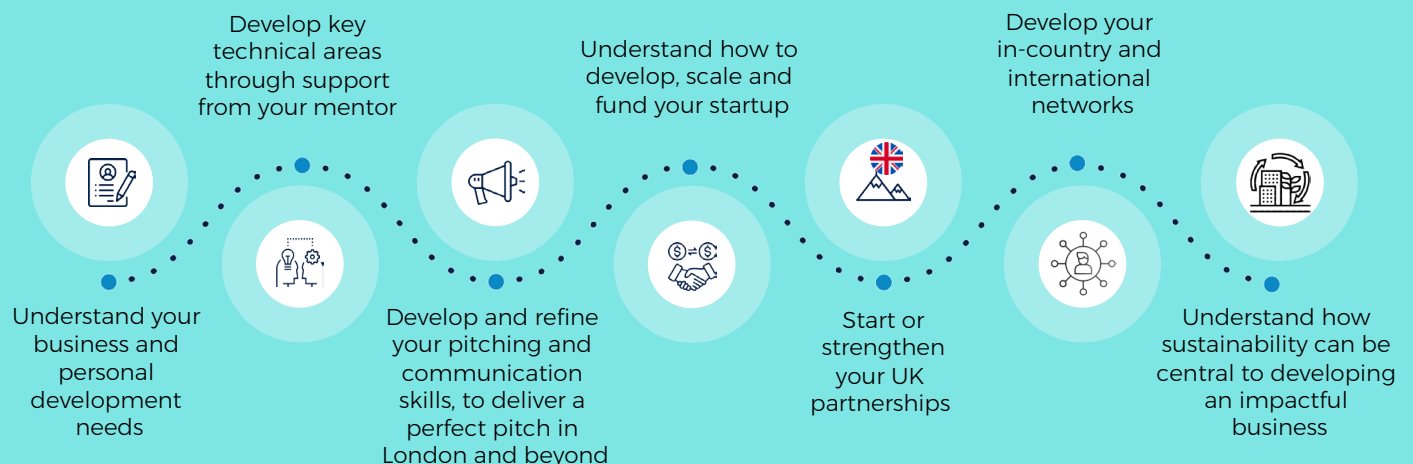 Understand your
business and
personal
development
needs
Develop key
technical areas
through support
from your mentor
Develop and refine
your pitching and
communication
skills, to deliver a
perfect pitch in
London and beyond
Understand how to
develop, scale and
fund your startup
Start or
strengthen
your UK
partnerships
Develop your
in-country and
international
networks
Understand how
sustainability can be
central to developing
an impactful
business